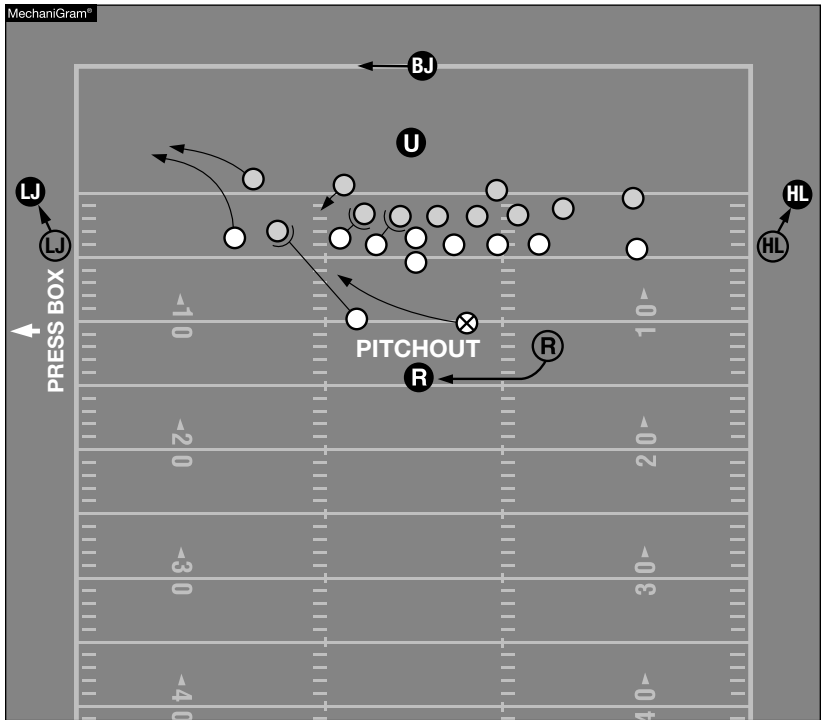 MechaniGram®
BJ
U
LJ
HL
LJ
HL
PRESS BOX
10
10
R
PITCHOUT
R
20
20
30
30
40
40